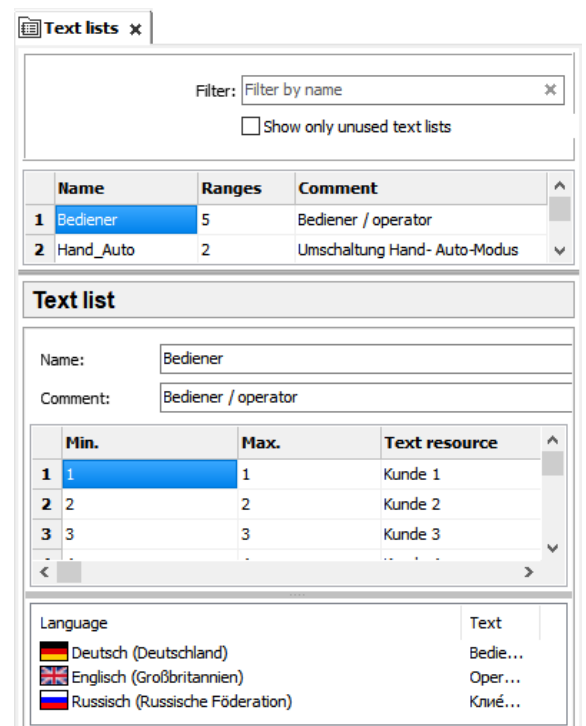 Text lists
Filter: Filter by name
Show only unused text lists
Name Ranges Comment
1 Bediener 5 Bediener / operator
2 Hand_Auto 2 Umschaltung Hand- Auto-Modus
Text list
Name: Bediener
Comment: Bediener / operator
Min. Max. Text resource
1 1 1 Kunde 1
2 2 2 Kunde 2
3 3 3 Kunde 3
Language Text
Deutsch (Deutschland) Bedie...
Englisch (Großbritannien) Oper...
Russisch (Russische Föderation) Клиé...